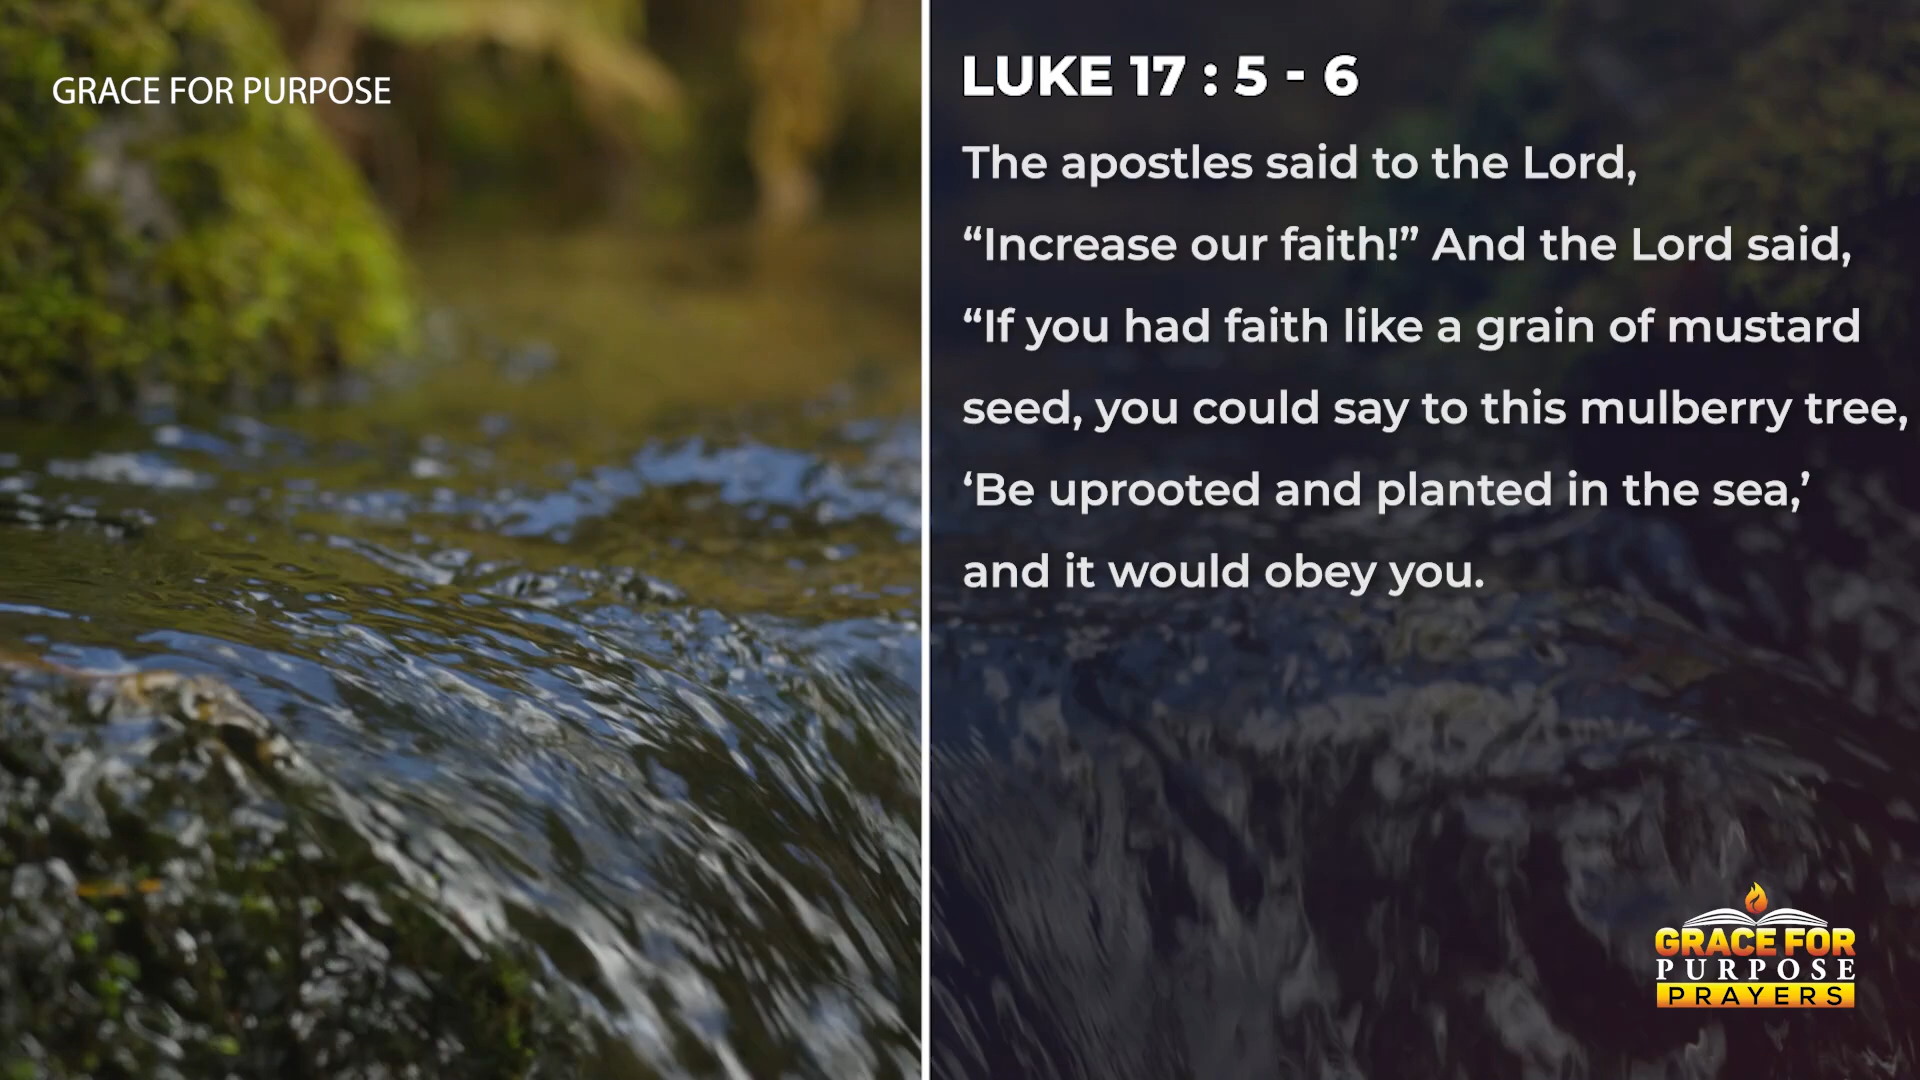 GRACE FOR PURPOSE
LUKE 17 : 5 - 6
The apostles said to the Lord,
“Increase our faith!” And the Lord said,
“If you had faith like a grain of mustard
seed, you could say to this mulberry tree,
‘Be uprooted and planted in the sea,’
and it would obey you.
GRACE FOR
PURPOSE
PRAYERS